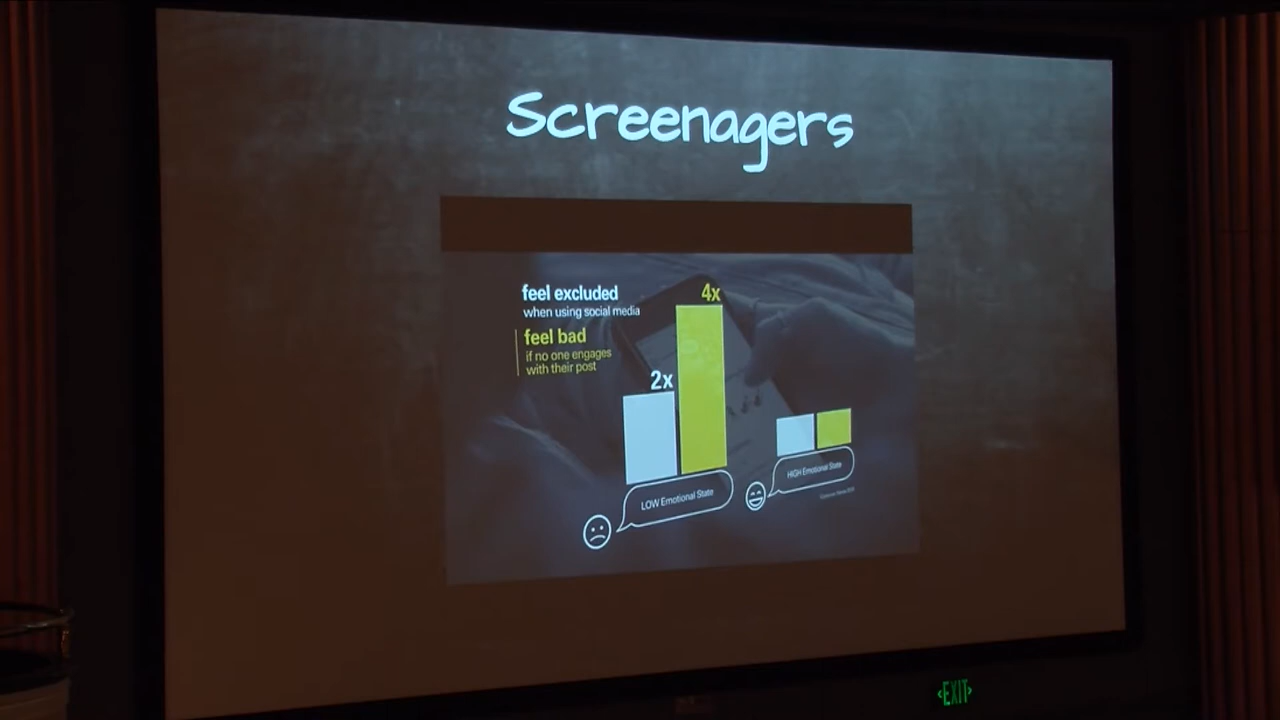 Screenagers
feel excluded
when using social media
feel bad
if no one engages
with their post
4x
2x
LOW Emotional State
HIGH Emotional State
‹EXIT›